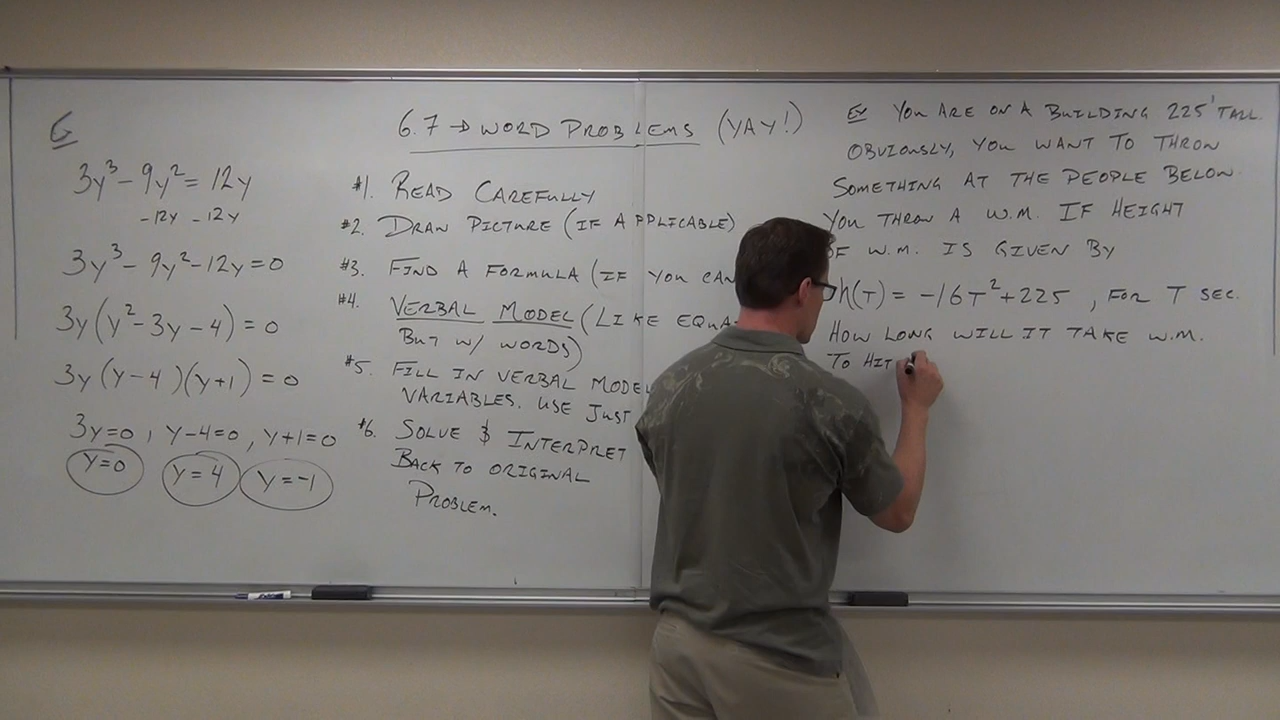 6
3y³ - 9y² = 12y
-12y -12y
3y³ - 9y² - 12y = 0
3y(y² - 3y - 4) = 0
3y(y - 4)(y + 1) = 0
3y=0, y-4=0, y+1=0
y=0 y=4 y=-1
6.7 → WORD PROBLEMS (YAY!)
#1. READ CAREFULLY
#2. DRAW PICTURE (IF APPLICABLE)
#3. FIND A FORMULA (IF YOU CAN
#4. VERBAL MODEL (LIKE EQUA
BUT W/ WORDS)
#5. FILL IN VERBAL MODEL
VARIABLES. USE JUST
#6. SOLVE & INTERPRET
BACK TO ORIGINAL
PROBLEM.
EX YOU ARE ON A BUILDING 225' TALL.
OBVIOUSLY, YOU WANT TO THROW
SOMETHING AT THE PEOPLE BELOW.
YOU THROW A W.M. IF HEIGHT
OF W.M. IS GIVEN BY
h(T) = -16T² + 225, FOR T SEC.
HOW LONG WILL IT TAKE W.M.
TO HIT